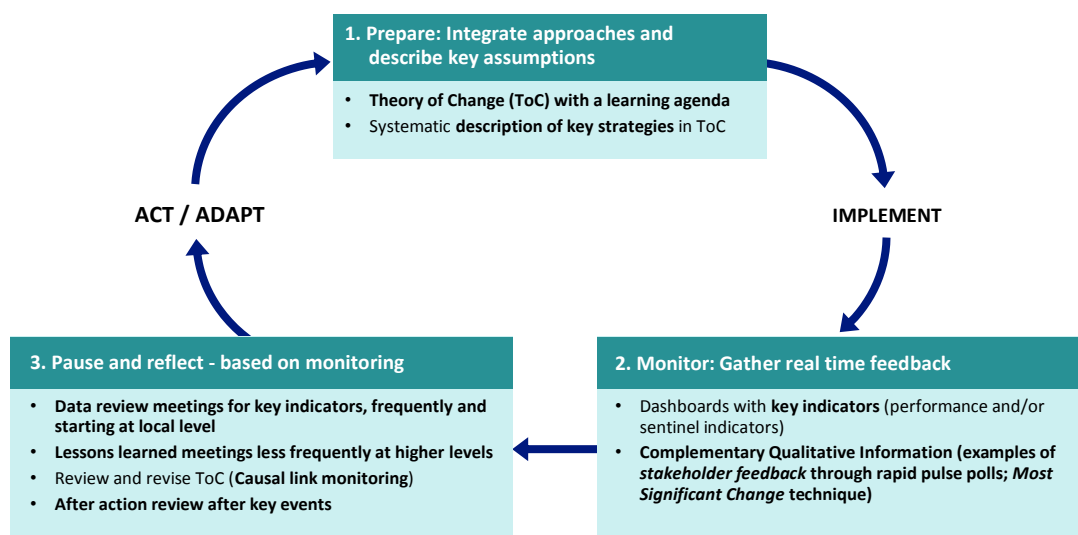 1. Prepare: Integrate approaches and
describe key assumptions
• Theory of Change (ToC) with a learning agenda
• Systematic description of key strategies in ToC
ACT / ADAPT
IMPLEMENT
3. Pause and reflect - based on monitoring
• Data review meetings for key indicators, frequently and
starting at local level
• Lessons learned meetings less frequently at higher levels
• Review and revise ToC (Causal link monitoring)
• After action review after key events
2. Monitor: Gather real time feedback
• Dashboards with key indicators (performance and/or
sentinel indicators)
• Complementary Qualitative Information (examples of
stakeholder feedback through rapid pulse polls; Most
Significant Change technique)